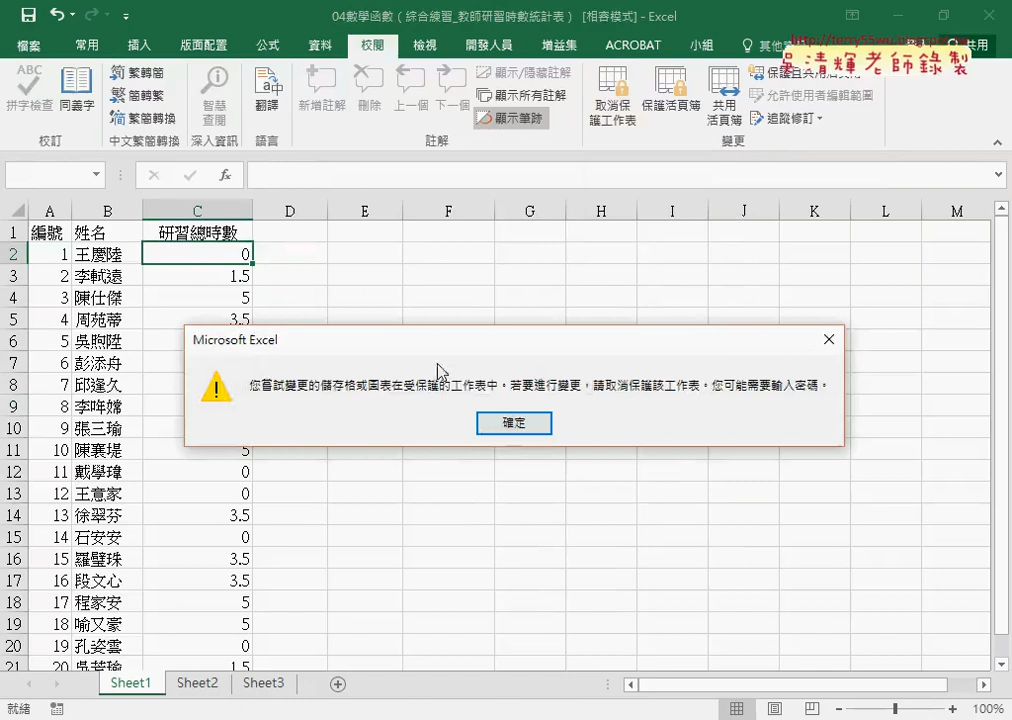 04數學函數（綜合練習_教師研習時數統計表） [相容模式] - Excel
檔案 常用 插入 版面配置 公式 資料 校閱 檢視 開發人員 增益集 ACROBAT 小組 共用
吳清輝老師錄製
ABC 繁轉簡 顯示/隱藏註解
簡轉繁 顯示所有註解 允許使用者編輯範圍
拼字檢查 同義字 繁簡轉換 智慧查閱 翻譯 新增註解 刪除 上一個 下一個 顯示筆跡 取消保護工作表 保護活頁簿 共用活頁簿 追蹤修訂
校訂 中文繁簡轉換 深入資訊 語言 註解 變更
fx
A B C D E F G H I J K L M
1 編號 姓名 研習總時數
2 1 王慶陸 0
3 2 李軾遠 1.5
4 3 陳仕傑 5
5 4 周苑蒂 3.5
6 5 吳煦陞
7 6 彭添舟
8 7 邱逢久
9 8
10 9 張三瑜
11 10 陳襄堤 5
12 11 戴學瑋 0
13 12 王意家 0
14 13 徐翠芬 3.5
15 14 石安安 0
16 15 羅璧珠 3.5
17 16 段文心 3.5
18 17 程家安 5
19 18 喻又豪 5
20 19 孔姿雲 0
21 20 1.5
Microsoft Excel
您嘗試變更的儲存格或圖表在受保護的工作表中。若要進行變更，請取消保護該工作表。您可能需要輸入密碼。
確定
Sheet1 Sheet2 Sheet3
就緒 100%